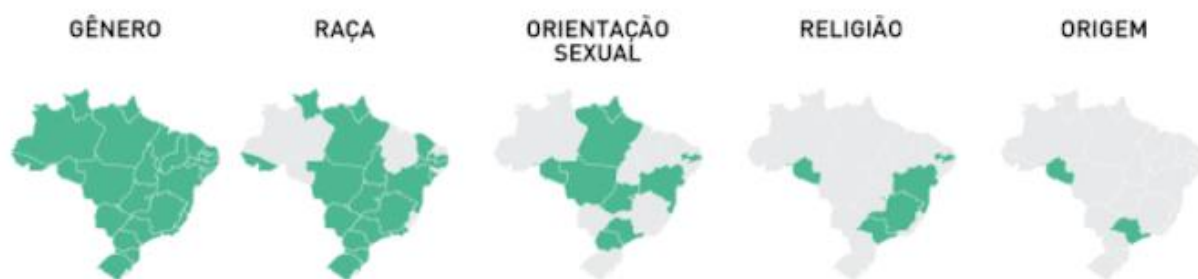 GÊNERO
RAÇA
ORIENTAÇÃO
SEXUAL
RELIGIÃO
ORIGEM